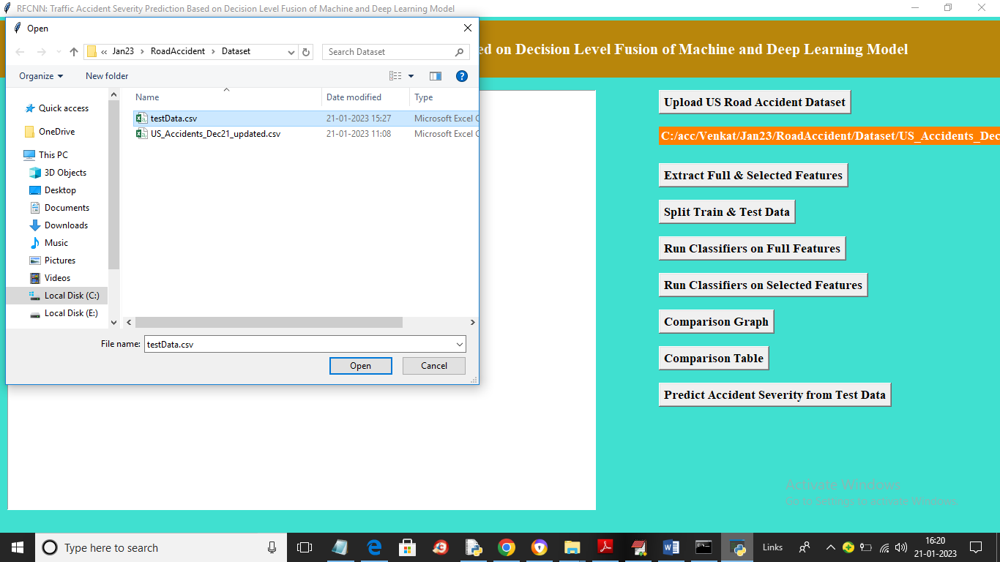 RFCNN: Traffic Accident Severity Prediction Based on Decision Level Fusion of Machine and Deep Learning Model
Open
« Jan23 > RoadAccident > Dataset
Search Dataset
Organize
New folder
Name
Date modified
Type
testData.csv 21-01-2023 15:27 Microsoft Excel C
US_Accidents_Dec21_updated.csv 21-01-2023 11:08 Microsoft Excel C
Quick access
OneDrive
This PC
3D Objects
Desktop
Documents
Downloads
Music
Pictures
Videos
Local Disk (C:)
Local Disk (E:)
File name: testData.csv
Open
Cancel
ed on Decision Level Fusion of Machine and Deep Learning Model
Upload US Road Accident Dataset
C:/acc/Venkat/Jan23/RoadAccident/Dataset/US_Accidents_Dec
Extract Full & Selected Features
Split Train & Test Data
Run Classifiers on Full Features
Run Classifiers on Selected Features
Comparison Graph
Comparison Table
Predict Accident Severity from Test Data
Activate Windows
Go to Settings to activate Windows.
Type here to search
Links
16:20
21-01-2023